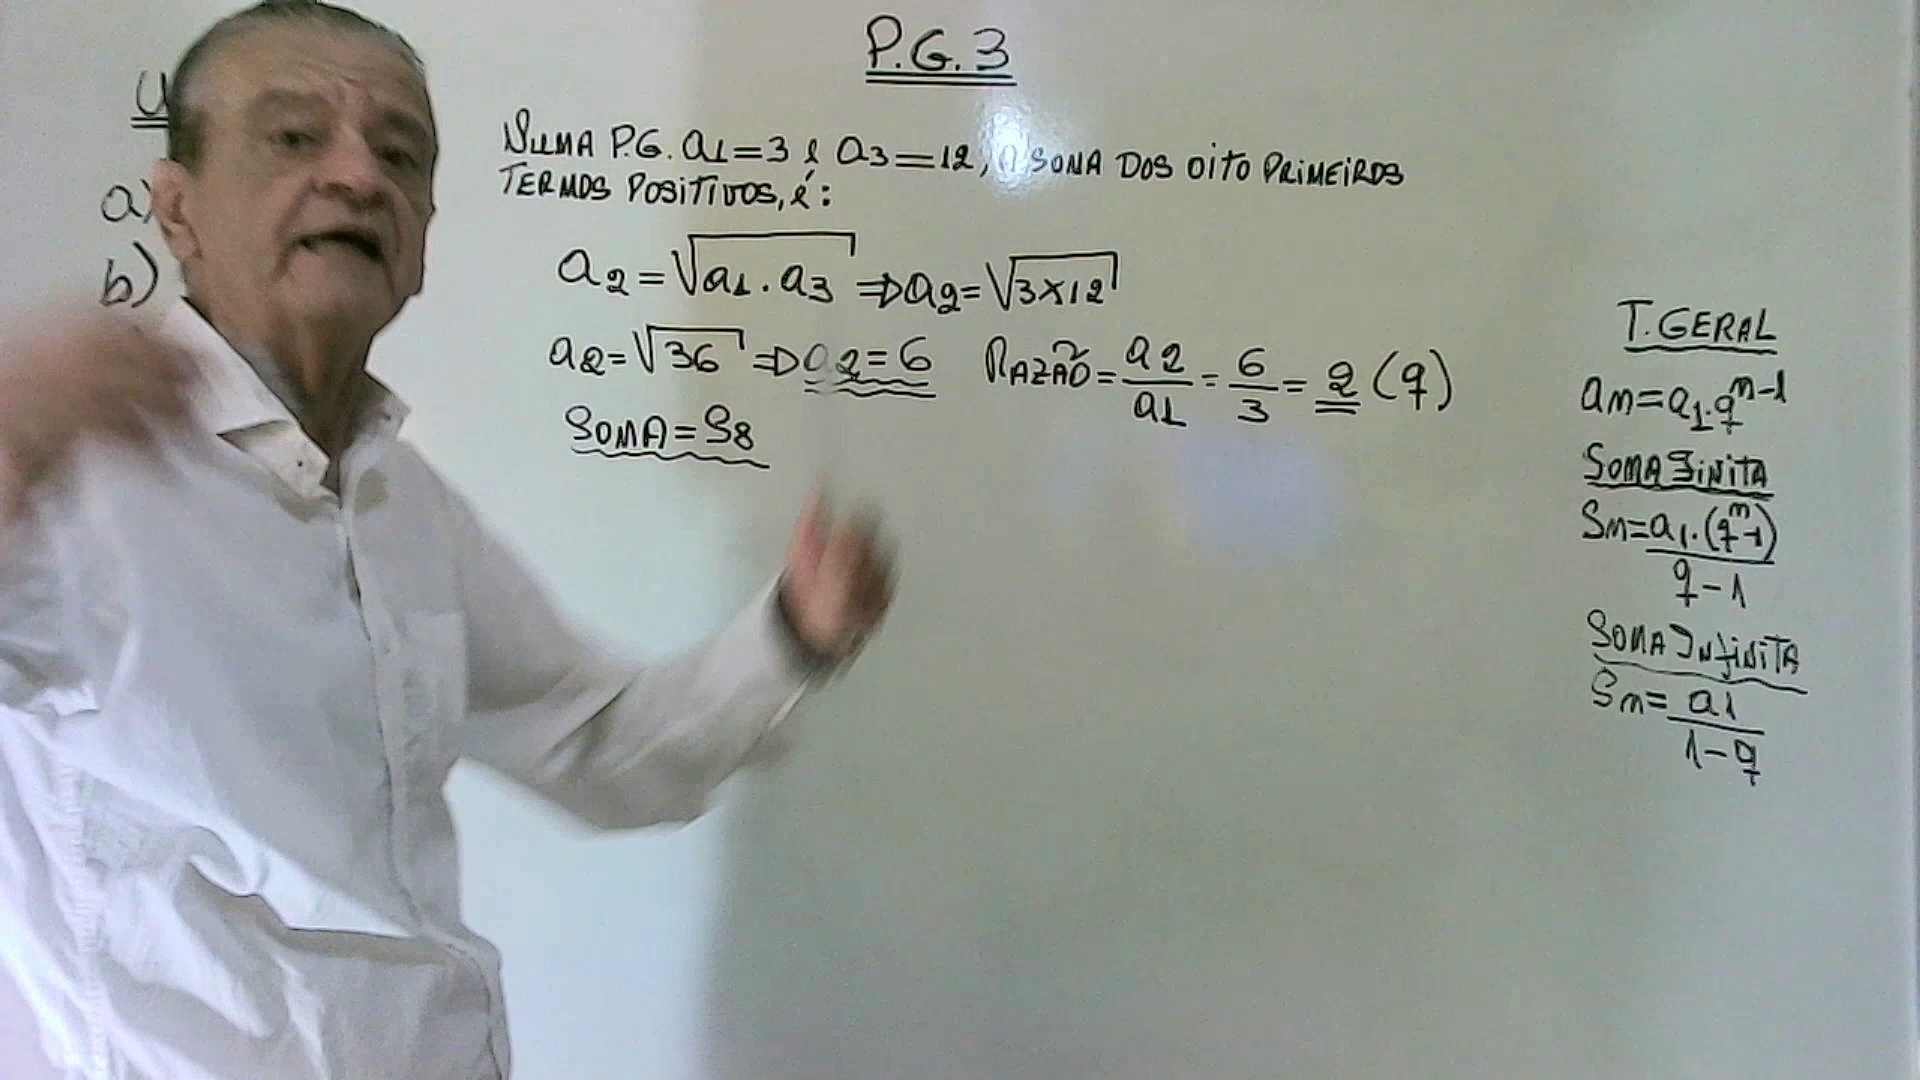 P.G. 3
NUMA P.G. a1=3 e a3=12, A SOMA DOS OITO PRIMEIROS
TERMOS POSITIVOS, é:
a2=√a1.a3 ⇒ a2=√3x12
a2=√36 ⇒ a2=6 RAZÃO=a2/a1=6/3=2 (q)
SOMA=S8
a)
b)
T. GERAL
an=a1.q^n-1
SOMA FINITA
Sn=a1.(q^n-1)/q-1
SOMA INFINITA
Sn=a1/1-q